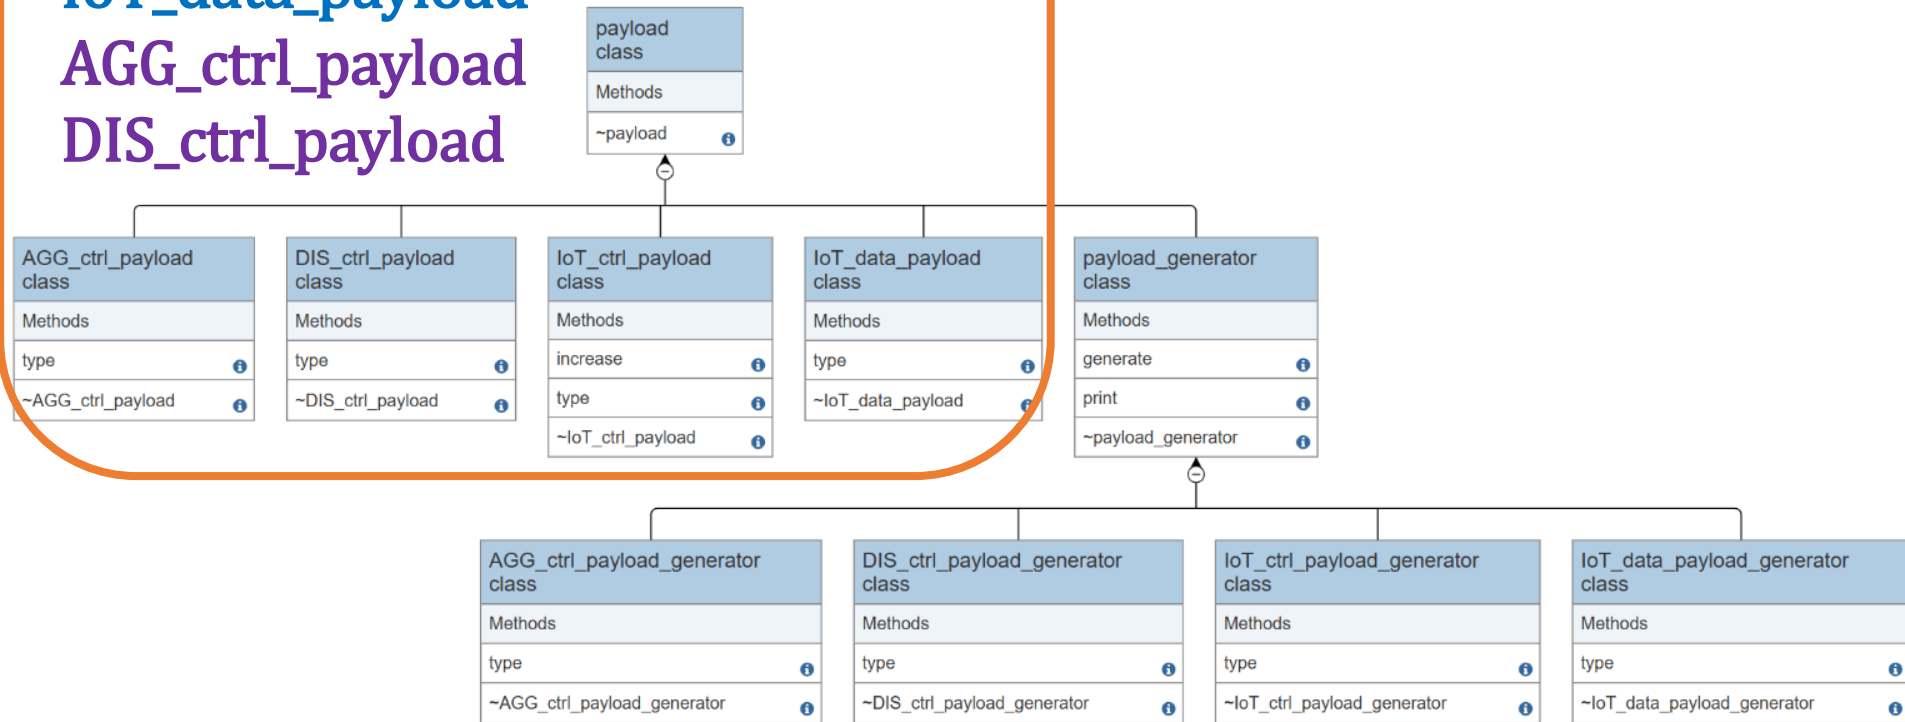 IoT_data_payload
AGG_ctrl_payload
DIS_ctrl_payload
payload
class
Methods
~payload
AGG_ctrl_payload
class
Methods
type
~AGG_ctrl_payload
DIS_ctrl_payload
class
Methods
type
~DIS_ctrl_payload
IoT_ctrl_payload
class
Methods
increase
type
~IoT_ctrl_payload
IoT_data_payload
class
Methods
type
~IoT_data_payload
payload_generator
class
Methods
generate
print
~payload_generator
AGG_ctrl_payload_generator
class
Methods
type
~AGG_ctrl_payload_generator
DIS_ctrl_payload_generator
class
Methods
type
~DIS_ctrl_payload_generator
IoT_ctrl_payload_generator
class
Methods
type
~IoT_ctrl_payload_generator
IoT_data_payload_generator
class
Methods
type
~IoT_data_payload_generator